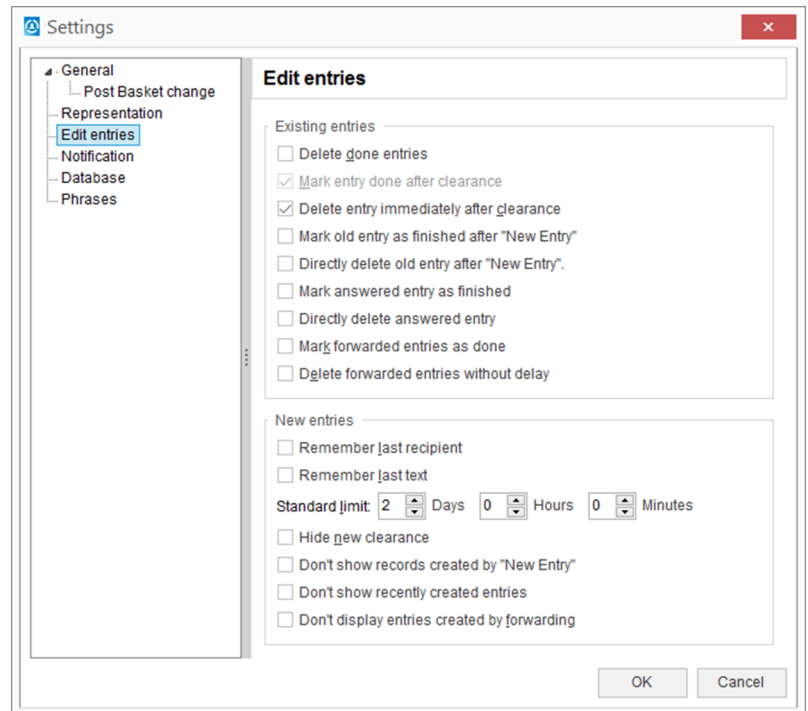 Settings
General
Post Basket change
Representation
Edit entries
Notification
Database
Phrases
Edit entries
Existing entries
Delete done entries
Mark entry done after clearance
Delete entry immediately after clearance
Mark old entry as finished after "New Entry"
Directly delete old entry after "New Entry".
Mark answered entry as finished
Directly delete answered entry
Mark forwarded entries as done
Delete forwarded entries without delay
New entries
Remember last recipient
Remember last text
Standard limit: 2 Days 0 Hours 0 Minutes
Hide new clearance
Don't show records created by "New Entry"
Don't show recently created entries
Don't display entries created by forwarding
OK Cancel